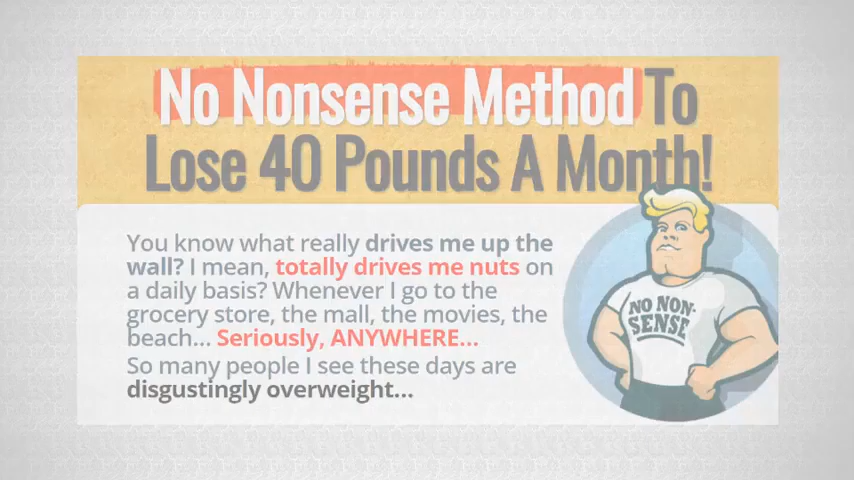 No Nonsense Method To
Lose 40 Pounds A Month!
You know what really drives me up the
wall? I mean, totally drives me nuts on
a daily basis? Whenever I go to the
grocery store, the mall, the movies, the
beach... Seriously, ANYWHERE...
So many people I see these days are
disgustingly overweight...
NO NON-
SENSE